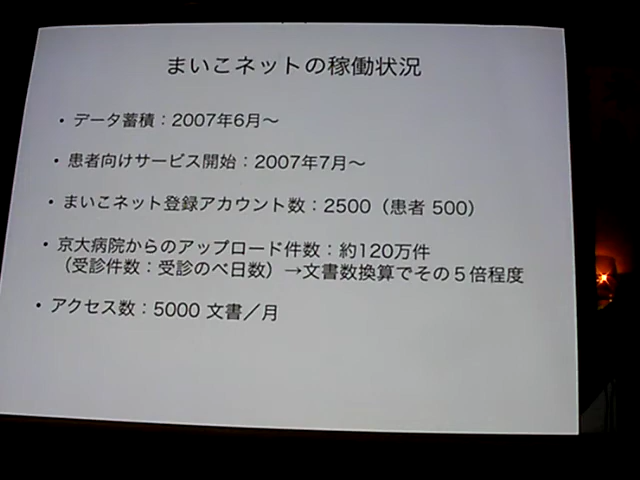 まいこネットの稼働状況
・データ蓄積：2007年6月〜
・患者向けサービス開始：2007年7月〜
・まいこネット登録アカウント数：2500（患者 500）
・京大病院からのアップロード件数：約120万件
（受診件数：受診のべ日数）→文書数換算でその５倍程度
・アクセス数：5000 文書／月